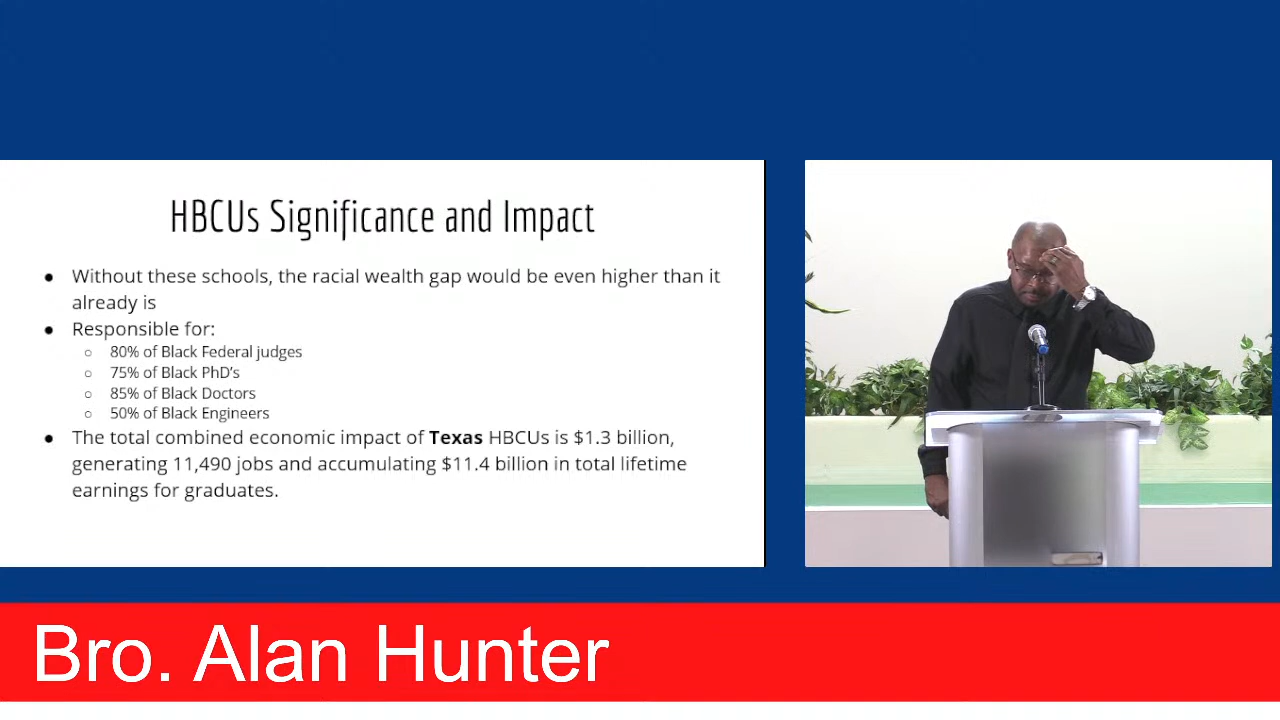 HBCUs Significance and Impact
● Without these schools, the racial wealth gap would be even higher than it
already is
● Responsible for:
○ 80% of Black Federal judges
○ 75% of Black PhD's
○ 85% of Black Doctors
○ 50% of Black Engineers
● The total combined economic impact of Texas HBCUs is $1.3 billion,
generating 11,490 jobs and accumulating $11.4 billion in total lifetime
earnings for graduates.
Bro. Alan Hunter